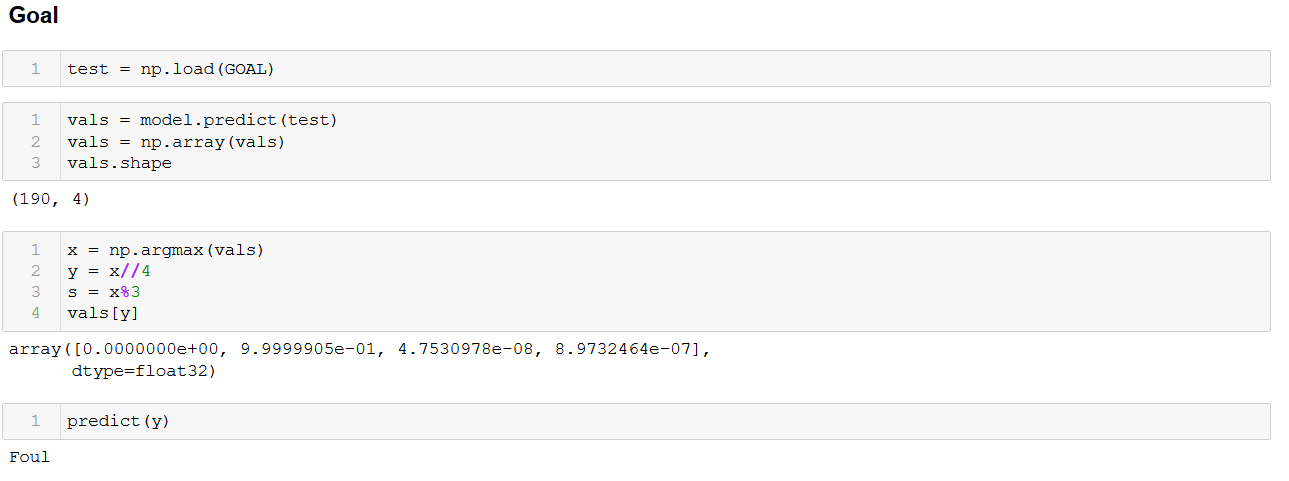 Goal
1 test = np.load(GOAL)
1 vals = model.predict(test)
2 vals = np.array(vals)
3 vals.shape
(190, 4)
1 x = np.argmax(vals)
2 y = x//4
3 s = x%3
4 vals[y]
array([0.0000000e+00, 9.9999905e-01, 4.7530978e-08, 8.9732464e-07],
      dtype=float32)
1 predict(y)
Foul